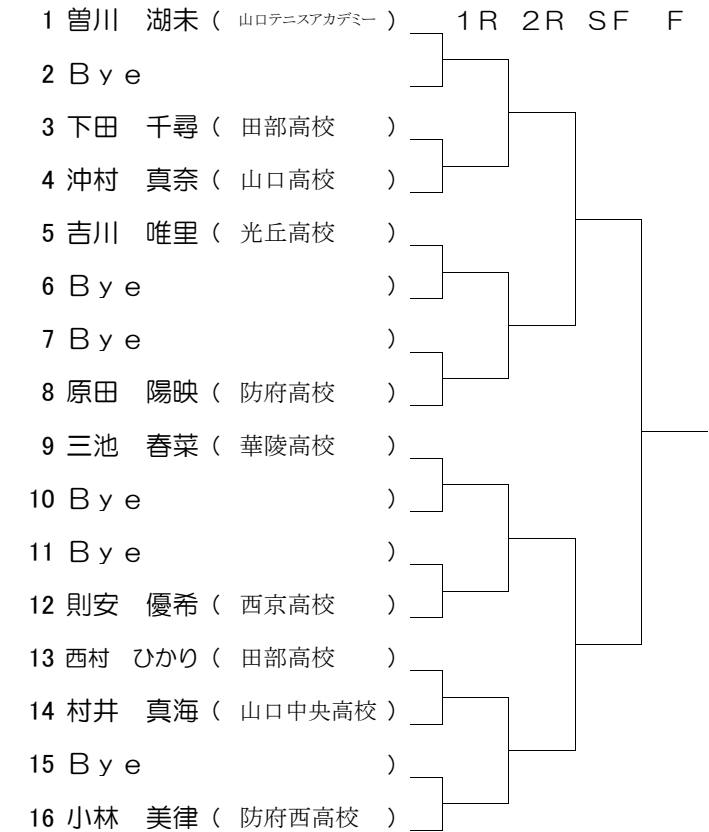 1 曽川 湖未 ( 山口テニスアカデミー ) 1R 2R SF F
2 Bye
3 下田 千尋 ( 田部高校 )
4 沖村 真奈 ( 山口高校 )
5 吉川 唯里 ( 光丘高校 )
6 Bye )
7 Bye )
8 原田 陽映 ( 防府高校 )
9 三池 春菜 ( 華陵高校 )
10 Bye )
11 Bye )
12 則安 優希 ( 西京高校 )
13 西村 ひかり ( 田部高校 )
14 村井 真海 ( 山口中央高校 )
15 Bye )
16 小林 美律 ( 防府西高校 )